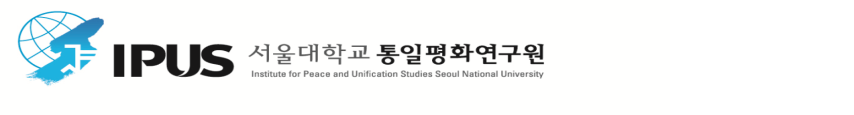 IPUS 서울대학교 통일평화연구원
Institute for Peace and Unification Studies Seoul National University